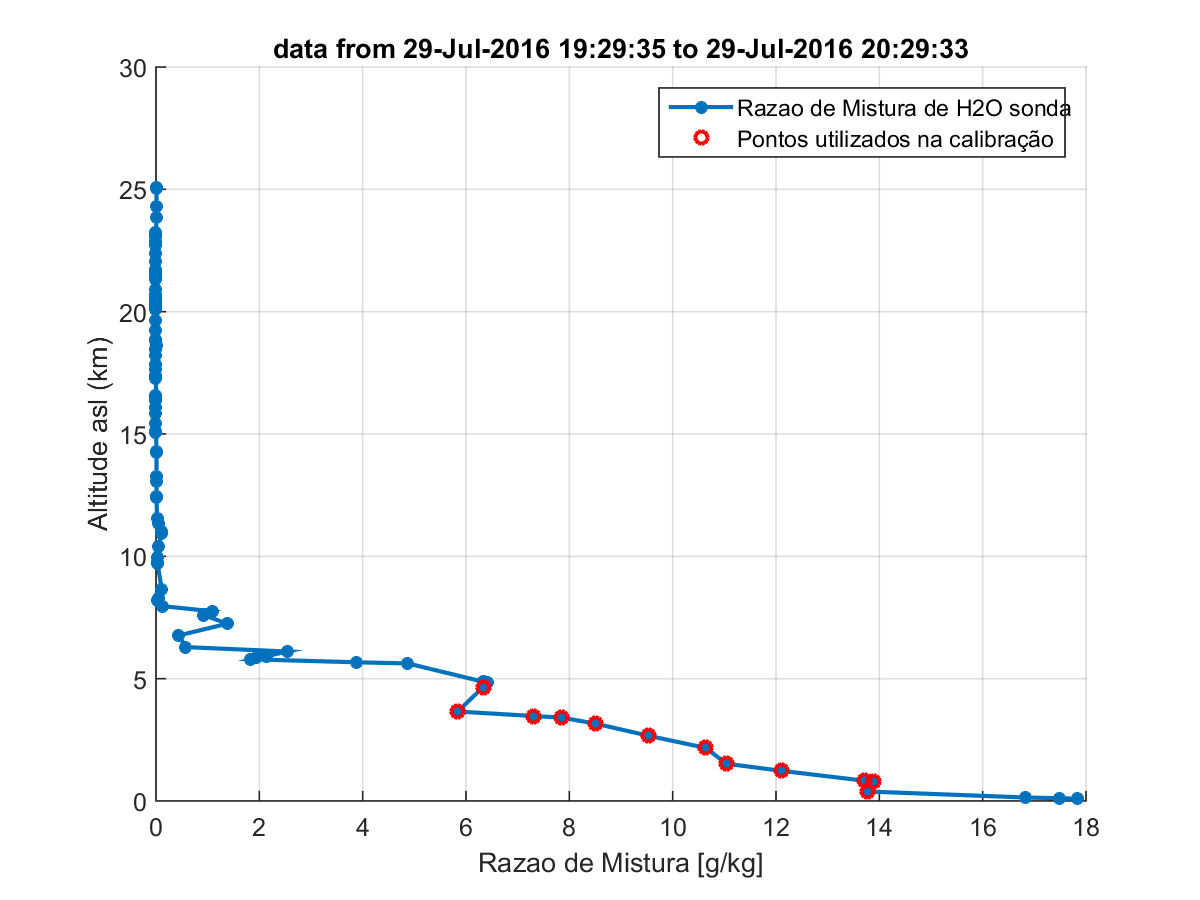 data from 29-Jul-2016 19:29:35 to 29-Jul-2016 20:29:33
30
25
20
15
10
5
0
Altitude asl (km)
Razao de Mistura de H2O sonda
Pontos utilizados na calibração
0 2 4 6 8 10 12 14 16 18
Razao de Mistura [g/kg]